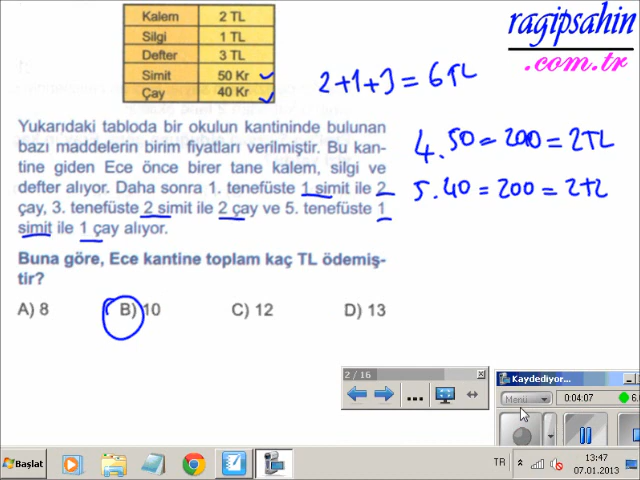 ragipsahin
.com.tr
Kalem 2 TL
Silgi 1 TL
Defter 3 TL
Simit 50 Kr
Çay 40 Kr
2+1+3=6TL
4.50=200=2TL
5.40=200=2TL
Yukarıdaki tabloda bir okulun kantininde bulunan
bazı maddelerin birim fiyatları verilmiştir. Bu kan-
tine giden Ece önce birer tane kalem, silgi ve
defter alıyor. Daha sonra 1. tenefüste 1 simit ile 2
çay, 3. tenefüste 2 simit ile 2 çay ve 5. tenefüste 1
simit ile 1 çay alıyor.
Buna göre, Ece kantine toplam kaç TL ödemiş-
tir?
A) 8 B) 10 C) 12 D) 13
2 / 16
...
Kaydediyor...
Menü 0:04:07 6.
Başlat TR 13:47
07.01.2013